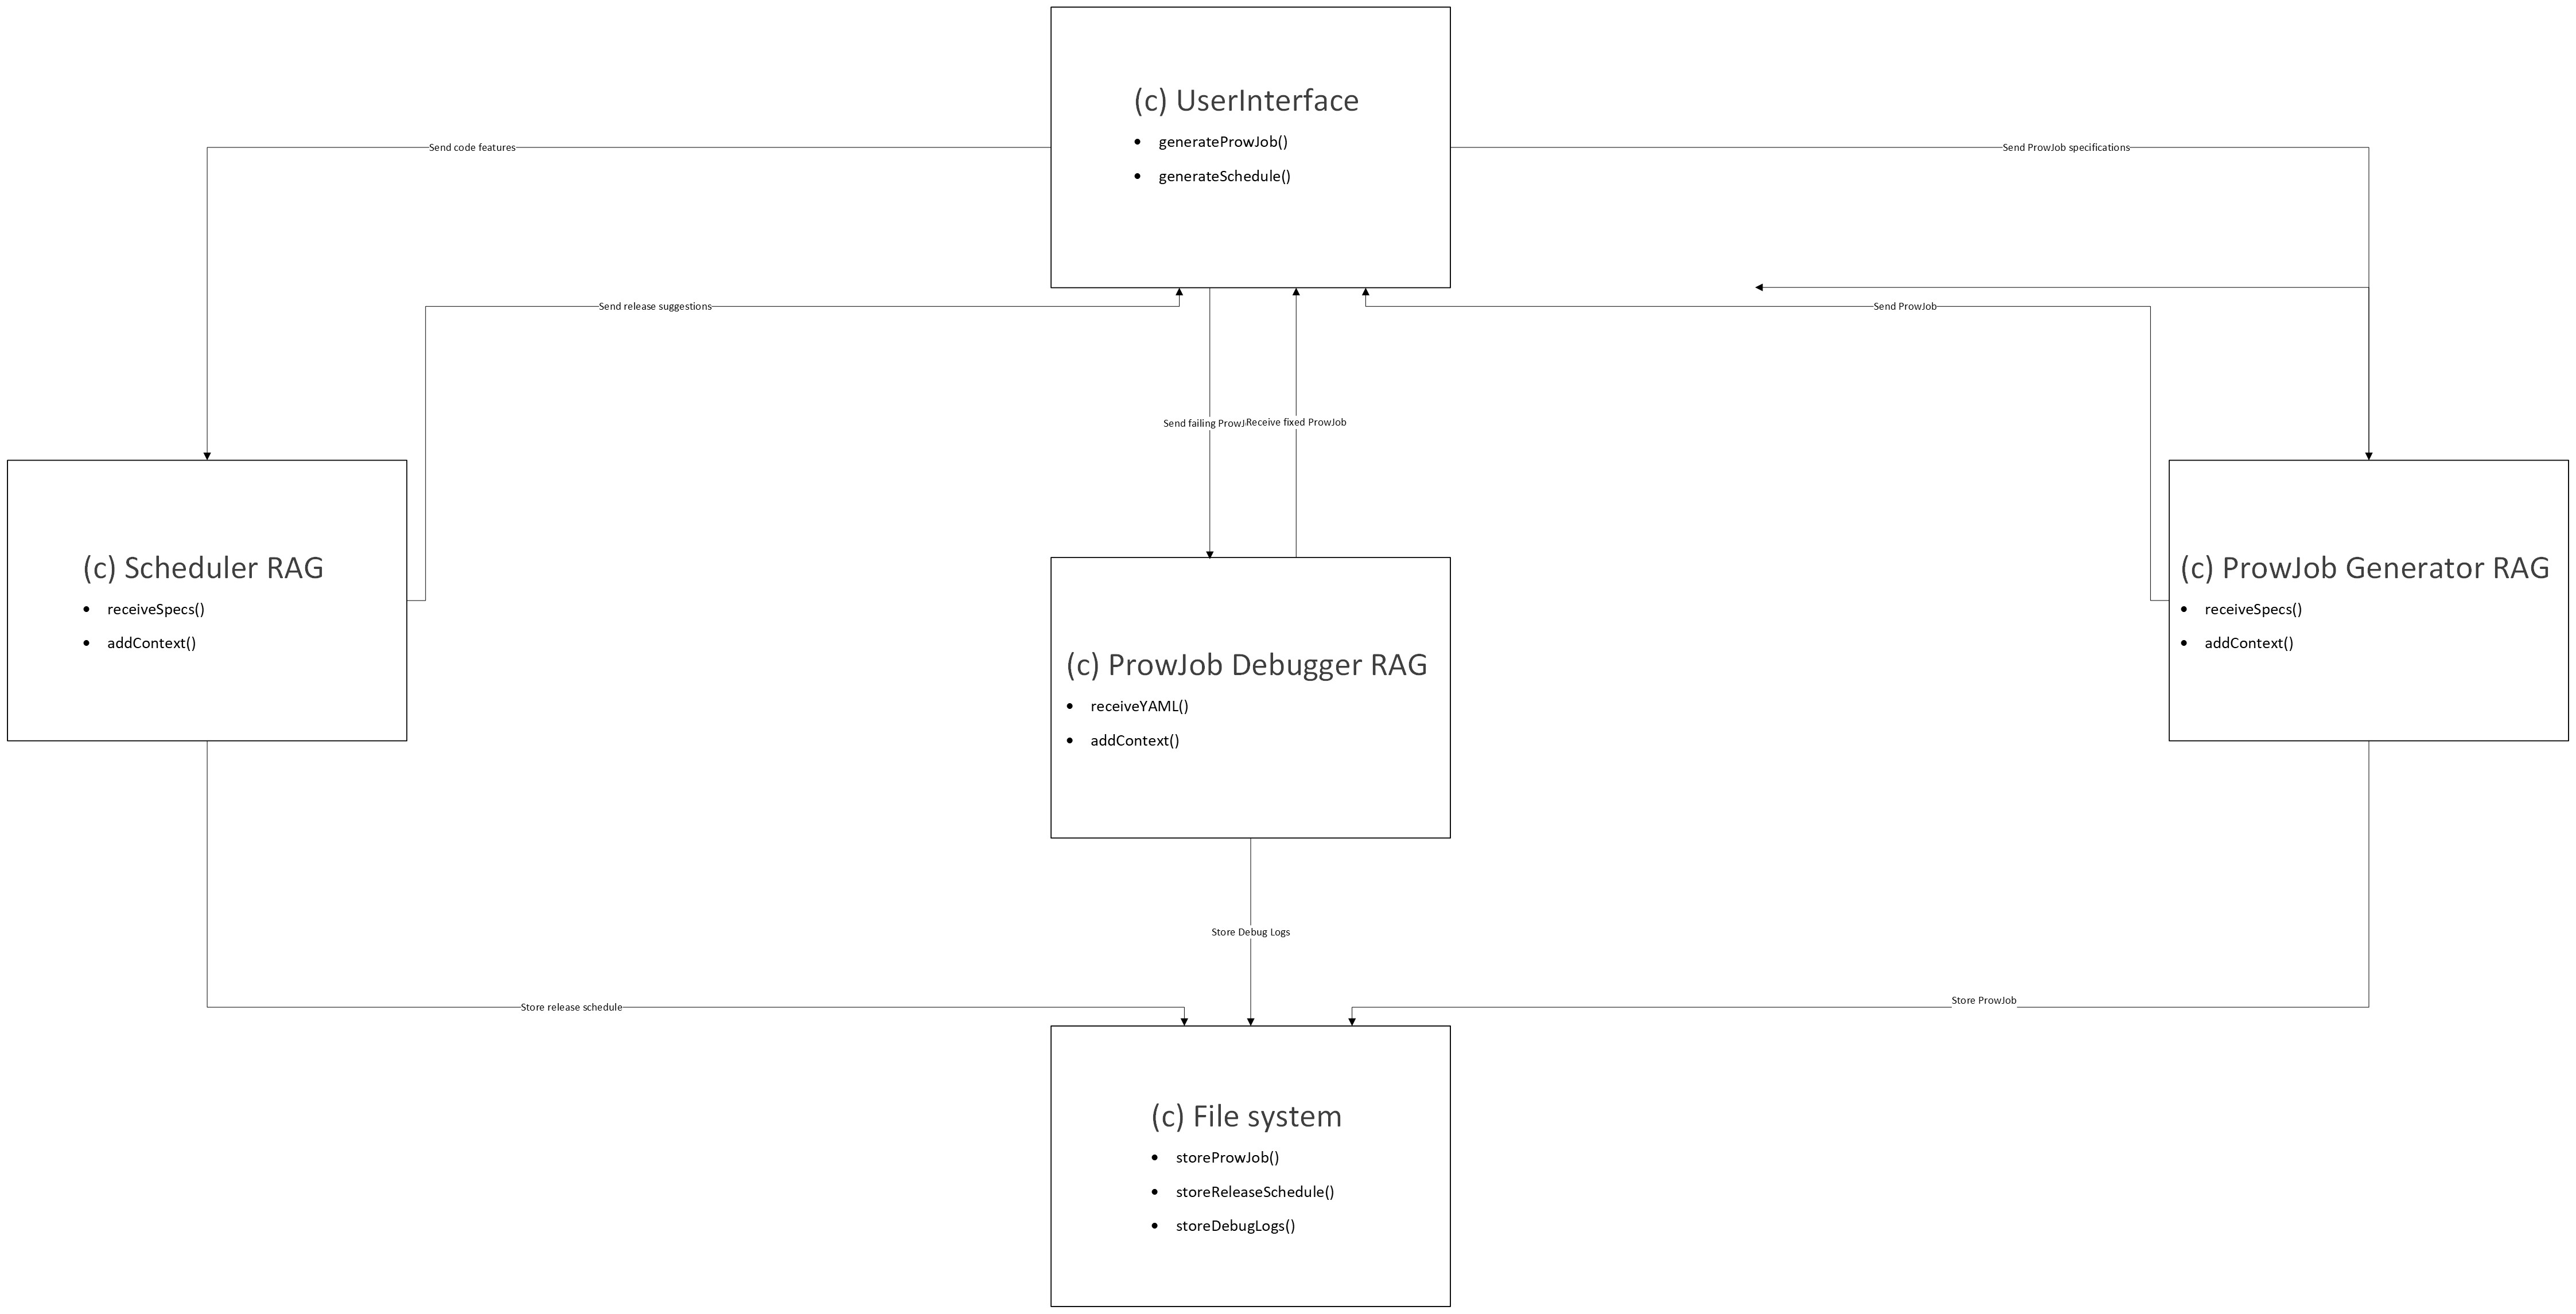 (c) UserInterface
• generateProwJob()
• generateSchedule()
Send code features
Send ProwJob specifications
Send release suggestions
Send ProwJob
Send failing ProwJ
Receive fixed ProwJob
(c) Scheduler RAG
• receiveSpecs()
• addContext()
(c) ProwJob Debugger RAG
• receiveYAML()
• addContext()
(c) ProwJob Generator RAG
• receiveSpecs()
• addContext()
Store Debug Logs
Store release schedule
Store ProwJob
(c) File system
• storeProwJob()
• storeReleaseSchedule()
• storeDebugLogs()